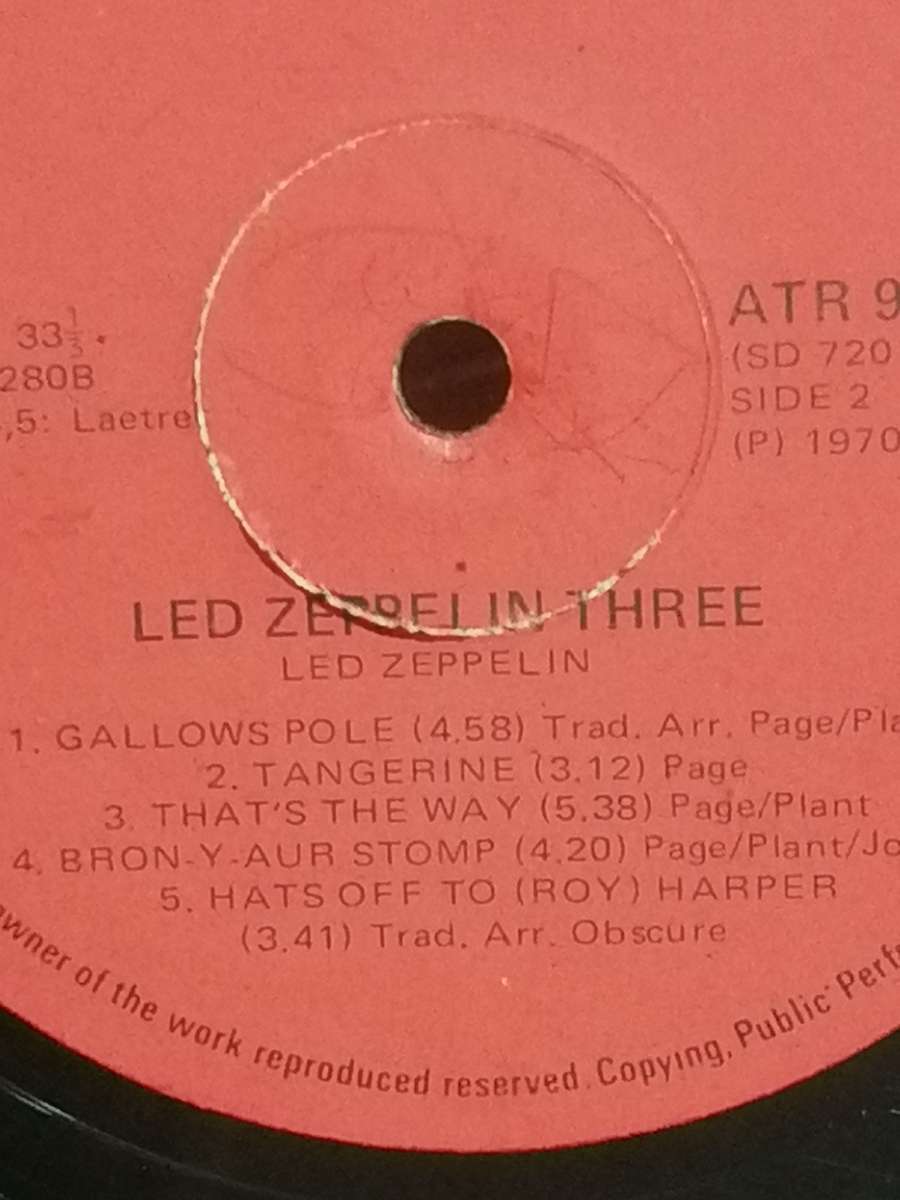 33⅓
280B
,5: Laetre
ATR 9
(SD 720
SIDE 2
(P) 1970
LED ZEPPELIN THREE
LED ZEPPELIN
1. GALLOWS POLE (4.58) Trad. Arr. Page/Pla
2. TANGERINE (3.12) Page
3. THAT'S THE WAY (5.38) Page/Plant
4. BRON-Y-AUR STOMP (4.20) Page/Plant/Jo
5. HATS OFF TO (ROY) HARPER
(3.41) Trad. Arr. Obscure
owner of the work reproduced reserved. Copying, Public Perfo